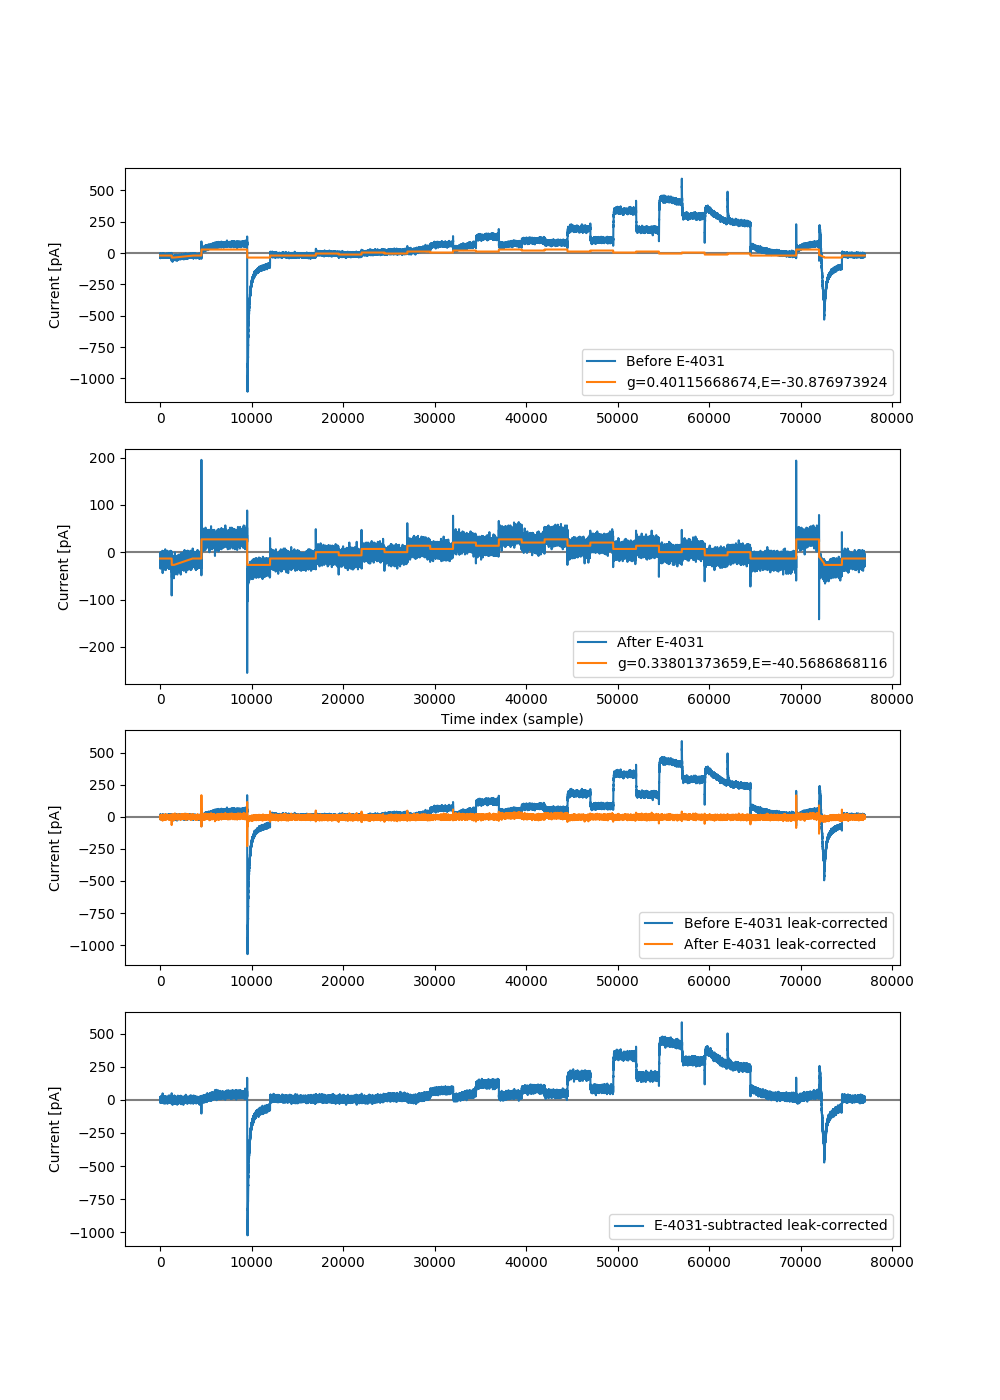 500
250
0
−250
−500
−750
−1000
Current [pA]
Before E-4031
g=0.40115668674,E=-30.876973924
0 10000 20000 30000 40000 50000 60000 70000 80000
200
100
0
−100
−200
Current [pA]
After E-4031
g=0.33801373659,E=-40.5686868116
0 10000 20000 30000 40000 50000 60000 70000 80000
Time index (sample)
500
250
0
−250
−500
−750
−1000
Current [pA]
Before E-4031 leak-corrected
After E-4031 leak-corrected
0 10000 20000 30000 40000 50000 60000 70000 80000
500
250
0
−250
−500
−750
−1000
Current [pA]
E-4031-subtracted leak-corrected
0 10000 20000 30000 40000 50000 60000 70000 80000